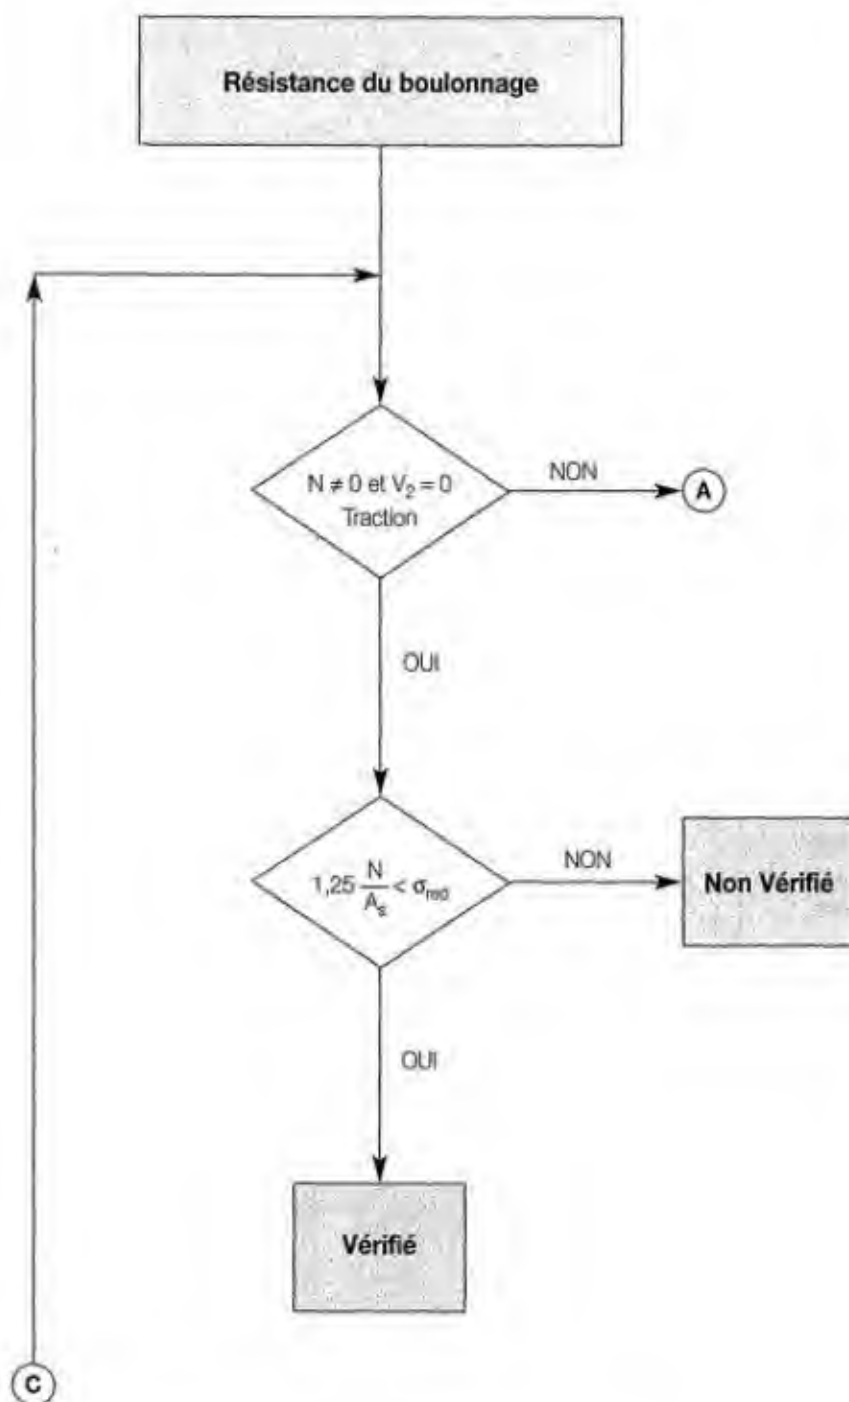 Résistance du boulonnage
N ≠ 0 et V₂ = 0
Traction
NON
A
OUI
1,25 N/Aₛ < σ_red
NON
Non Vérifié
OUI
Vérifié
C